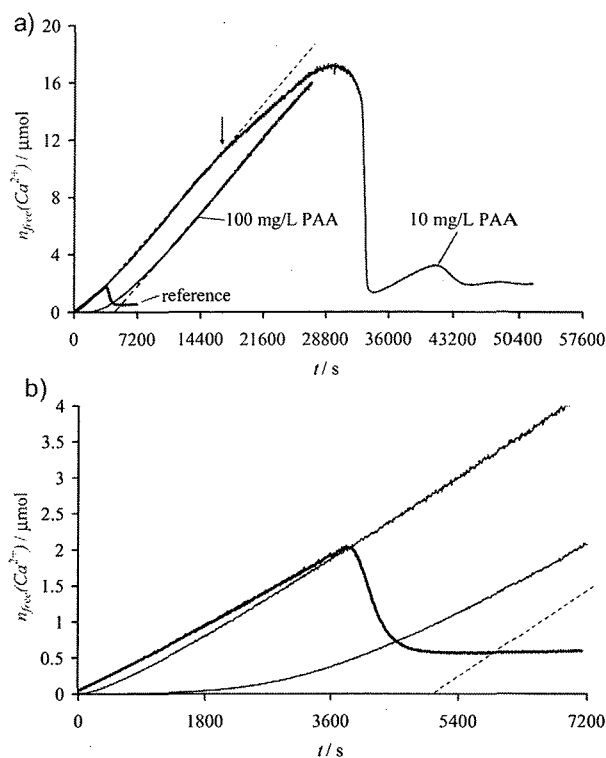 a)
20
16
12
8
4
0
n_free(Ca²⁺) / µmol
100 mg/L PAA
10 mg/L PAA
reference
0 7200 14400 21600 28800 36000 43200 50400 57600
t / s
b)
4
3.5
3
2.5
2
1.5
1
0.5
0
n_free(Ca²⁺) / µmol
0 1800 3600 5400 7200
t / s